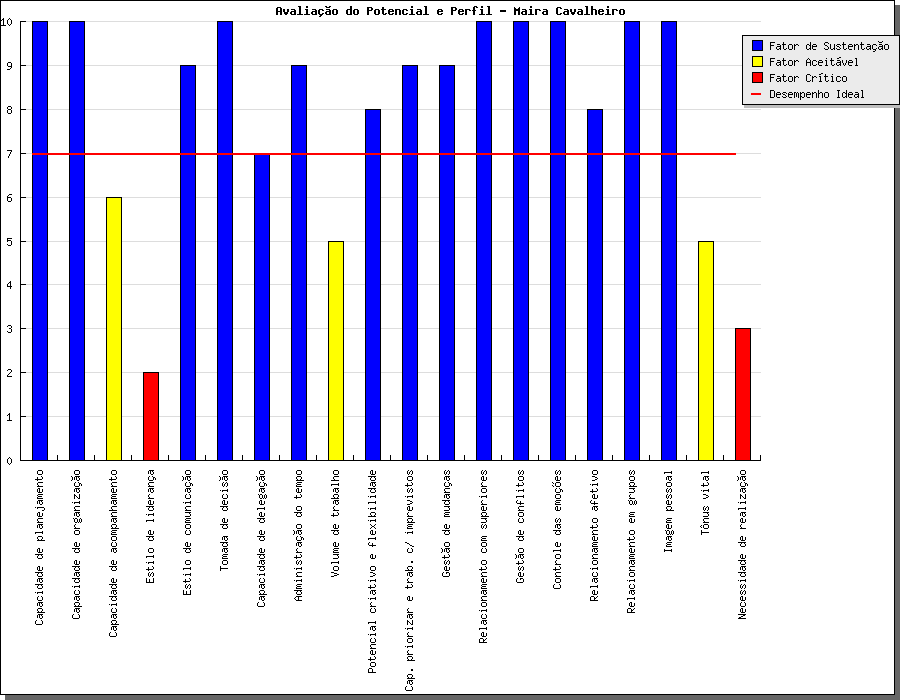 Avaliação do Potencial e Perfil - Maira Cavalheiro
Fator de Sustentação
Fator Aceitável
Fator Crítico
Desempenho Ideal
10
9
8
7
6
5
4
3
2
1
0
Capacidade de planejamento
Capacidade de organização
Capacidade de acompanhamento
Estilo de liderança
Estilo de comunicação
Tomada de decisão
Capacidade de delegação
Administração do tempo
Volume de trabalho
Potencial criativo e flexibilidade
Cap. priorizar e trab. c/ imprevistos
Gestão de mudanças
Relacionamento com superiores
Gestão de conflitos
Controle das emoções
Relacionamento afetivo
Relacionamento em grupos
Imagem pessoal
Tônus vital
Necessidade de realização